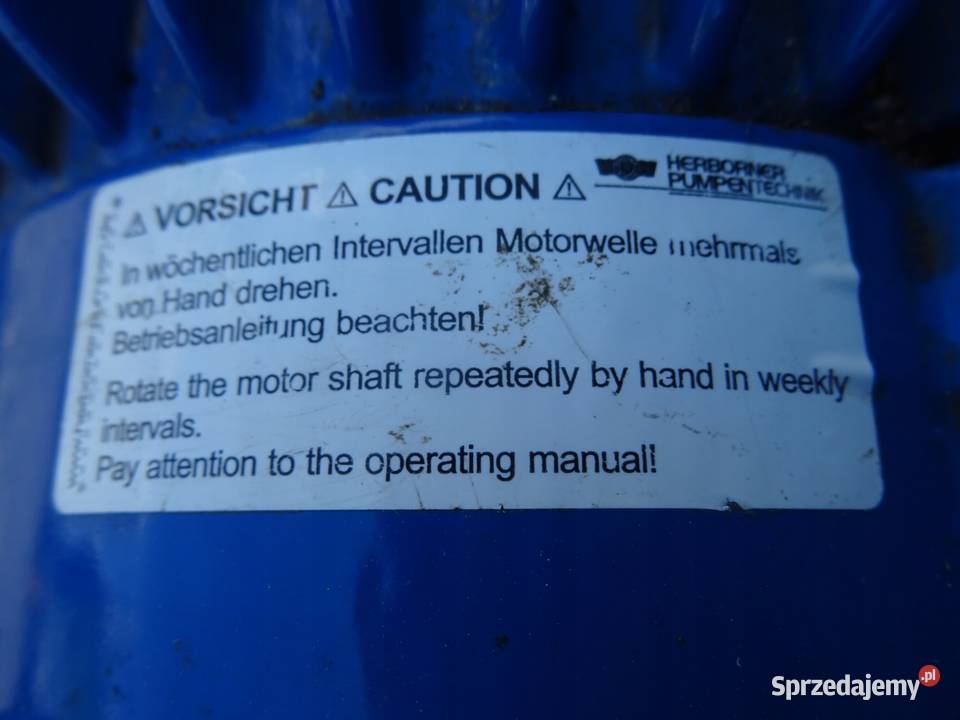 ⚠ VORSICHT ⚠ CAUTION ⚠
HERBORNER
PUMPENTECHNIK
In wöchentlichen Intervallen Motorwelle mehrmals
von Hand drehen.
Betriebsanleitung beachten!
Rotate the motor shaft repeatedly by hand in weekly
intervals.
Pay attention to the operating manual!
Sprzedajemy.pl